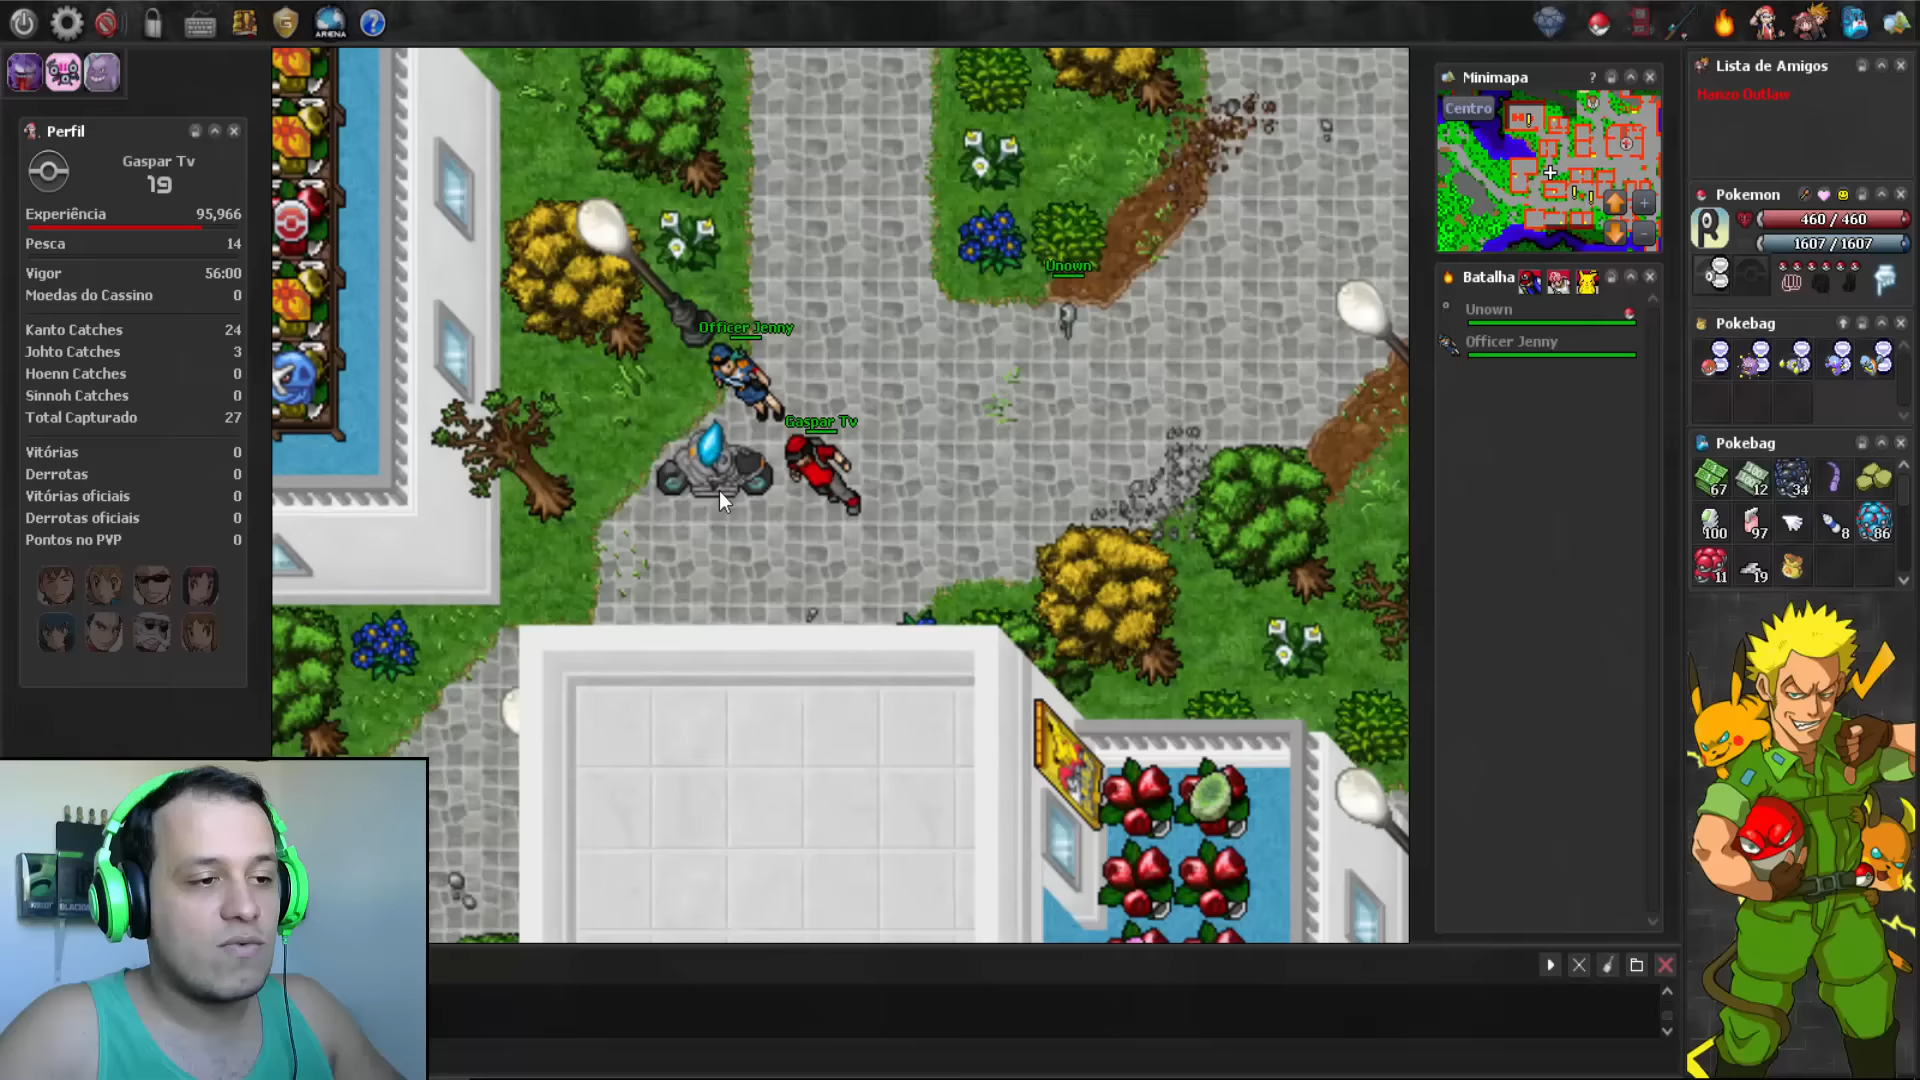 ARENA
Perfil
Gaspar Tv
19
Experiência 95,966
Pesca 14
Vigor 56:00
Moedas do Cassino 0
Kanto Catches 24
Johto Catches 3
Hoenn Catches 0
Sinnoh Catches 0
Total Capturado 27
Vitórias 0
Derrotas 0
Vitórias oficiais 0
Derrotas oficiais 0
Pontos no PVP 0
Unown
Officer Jenny
Gaspar Tv
Minimapa
Centro
Batalha
Unown
Officer Jenny
Lista de Amigos
Hanzo Outlaw
Pokemon
460 / 460
1607 / 1607
Pokebag
Pokebag
67 12 34
100 97 8 86
11 19